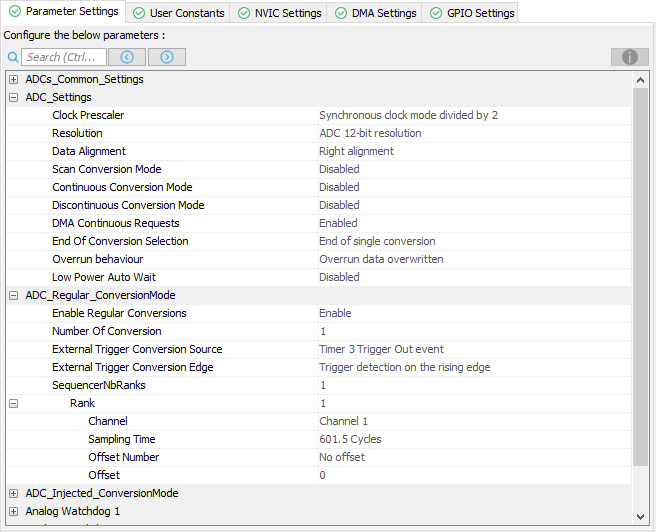 Parameter Settings User Constants NVIC Settings DMA Settings GPIO Settings
Configure the below parameters :
Search (Ctrl...
ADCs_Common_Settings
ADC_Settings
Clock Prescaler Synchronous clock mode divided by 2
Resolution ADC 12-bit resolution
Data Alignment Right alignment
Scan Conversion Mode Disabled
Continuous Conversion Mode Disabled
Discontinuous Conversion Mode Disabled
DMA Continuous Requests Enabled
End Of Conversion Selection End of single conversion
Overrun behaviour Overrun data overwritten
Low Power Auto Wait Disabled
ADC_Regular_ConversionMode
Enable Regular Conversions Enable
Number Of Conversion 1
External Trigger Conversion Source Timer 3 Trigger Out event
External Trigger Conversion Edge Trigger detection on the rising edge
SequencerNbRanks 1
Rank 1
Channel Channel 1
Sampling Time 601.5 Cycles
Offset Number No offset
Offset 0
ADC_Injected_ConversionMode
Analog Watchdog 1